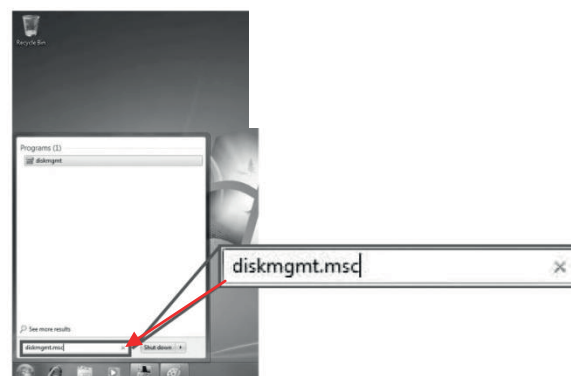 Recycle Bin
Programs (1)
diskmgmt
See more results
diskmgmt.msc
Shut down
diskmgmt.msc